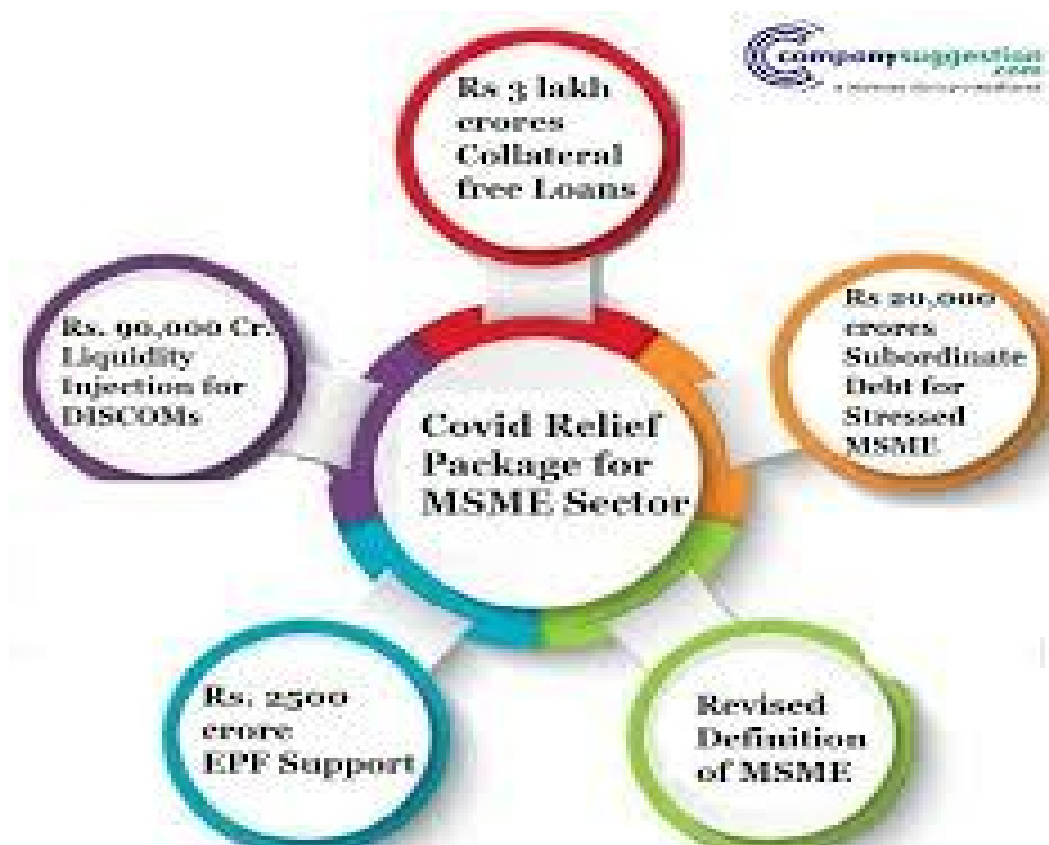 companysuggestion
.com
Rs 3 lakh
crores
Collateral
free Loans
Rs. 90,000 Cr.
Liquidity
Injection for
DISCOMs
Rs 20,000
crores
Subordinate
Debt for
Stressed
MSME
Covid Relief
Package for
MSME Sector
Rs. 2500
crore
EPF Support
Revised
Definition
of MSME